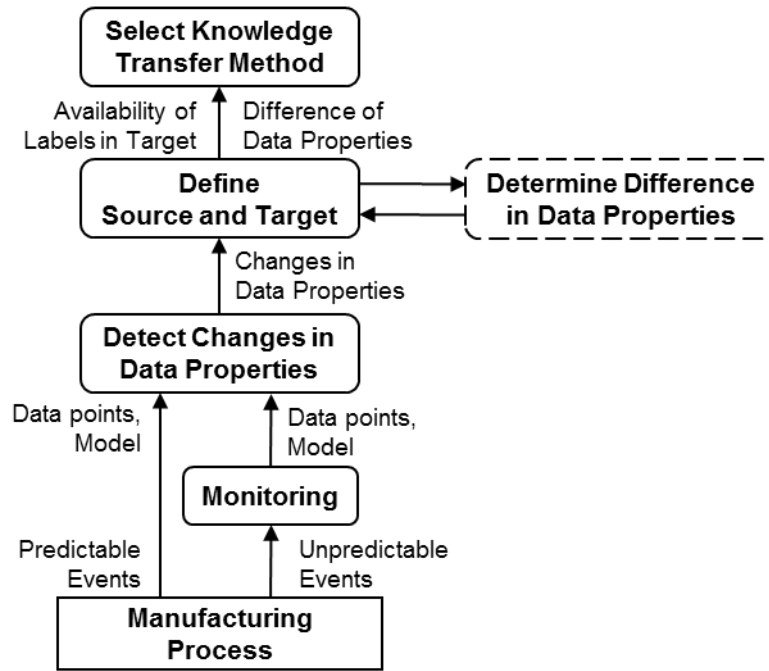 Select Knowledge
Transfer Method
Availability of
Labels in Target
Difference of
Data Properties
Define
Source and Target
Determine Difference
in Data Properties
Changes in
Data Properties
Detect Changes in
Data Properties
Data points,
Model
Data points,
Model
Monitoring
Predictable
Events
Unpredictable
Events
Manufacturing
Process